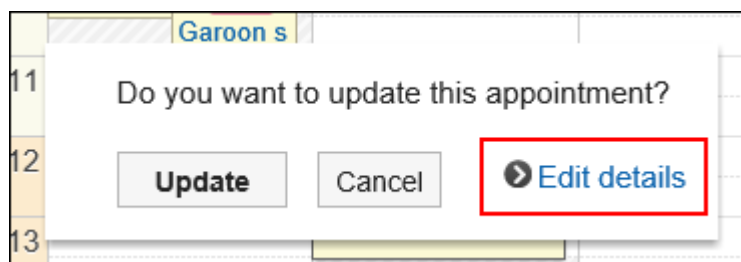 Garoon s
11
Do you want to update this appointment?
12
Update Cancel Edit details
13